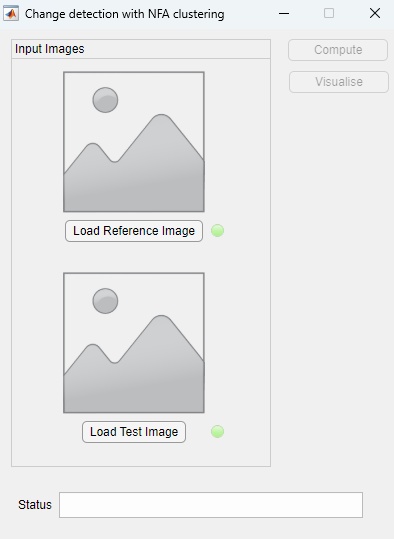 Change detection with NFA clustering
Input Images
Compute
Visualise
Load Reference Image
Load Test Image
Status